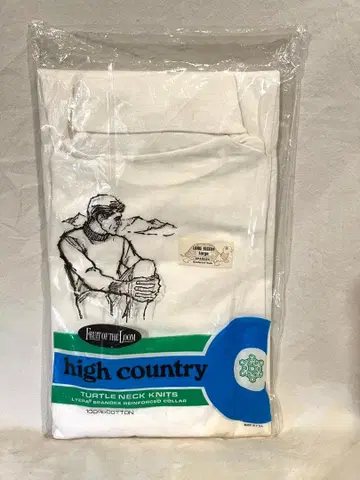 LONG SLEEVE
Large
FRUIT OF THE LOOM
high country
TURTLE NECK KNITS
LYCRA® SPANDEX REINFORCED COLLAR
100% COTTON